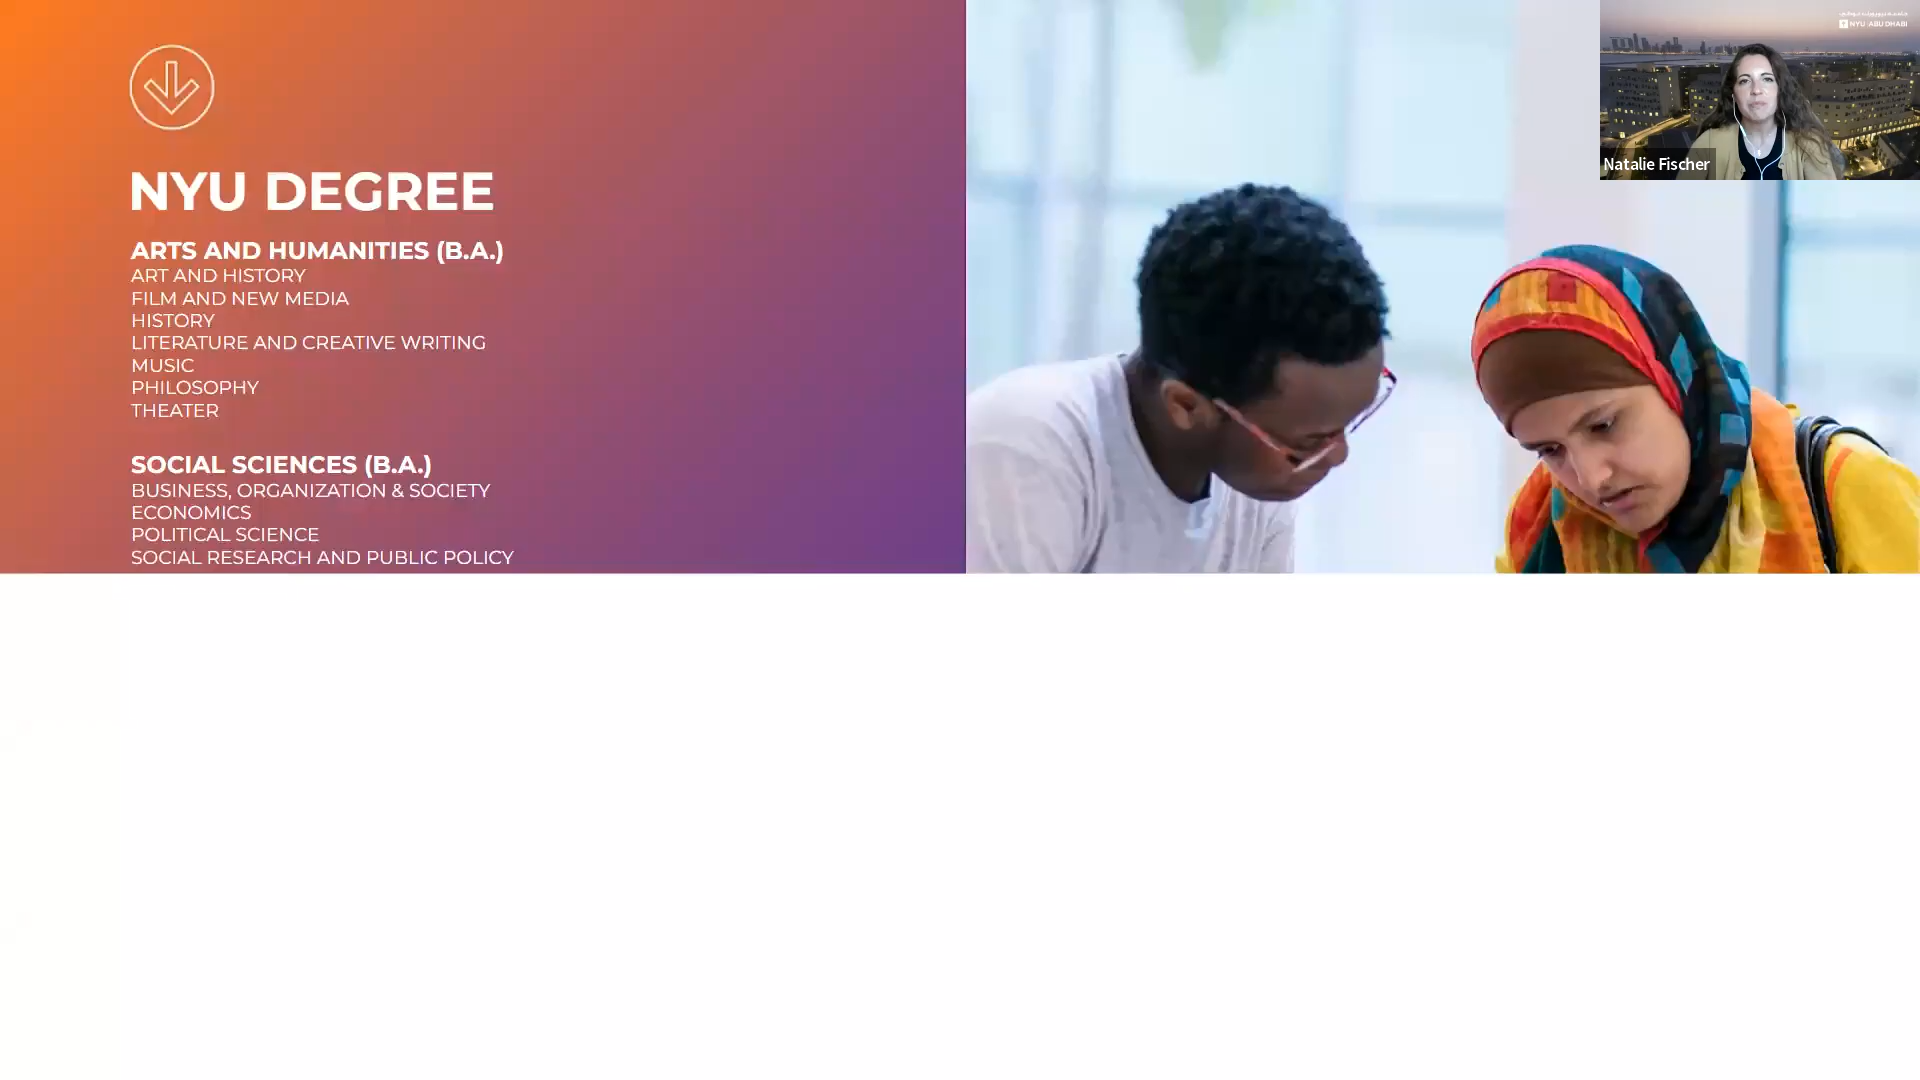 NYU DEGREE
ARTS AND HUMANITIES (B.A.)
ART AND HISTORY
FILM AND NEW MEDIA
HISTORY
LITERATURE AND CREATIVE WRITING
MUSIC
PHILOSOPHY
THEATER
SOCIAL SCIENCES (B.A.)
BUSINESS, ORGANIZATION & SOCIETY
ECONOMICS
POLITICAL SCIENCE
SOCIAL RESEARCH AND PUBLIC POLICY
NYU ABU DHABI
Natalie Fischer